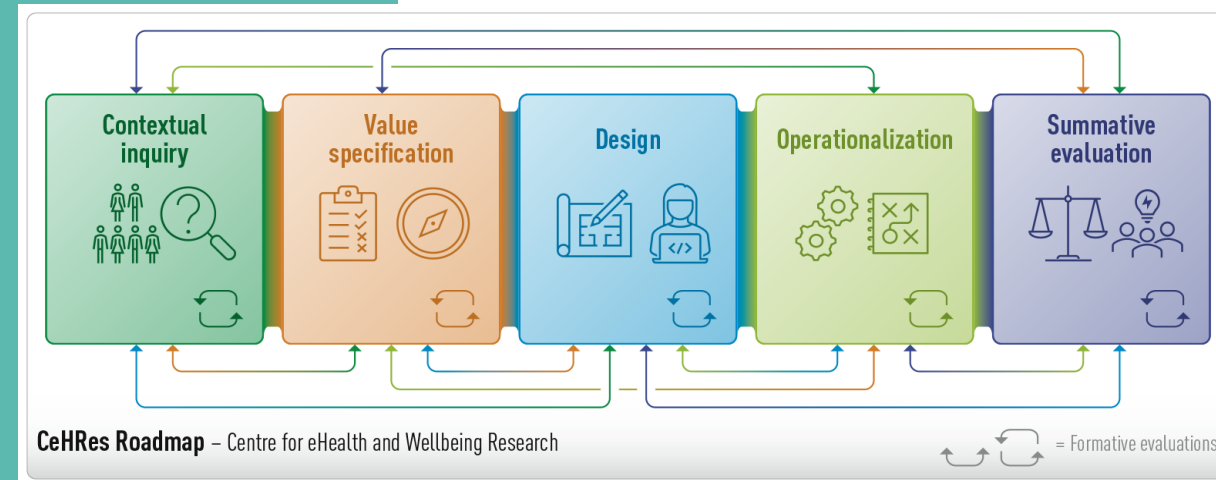 Contextual
inquiry
Value
specification
Design
Operationalization
Summative
evaluation
?
</>
CeHRes Roadmap – Centre for eHealth and Wellbeing Research
= Formative evaluations